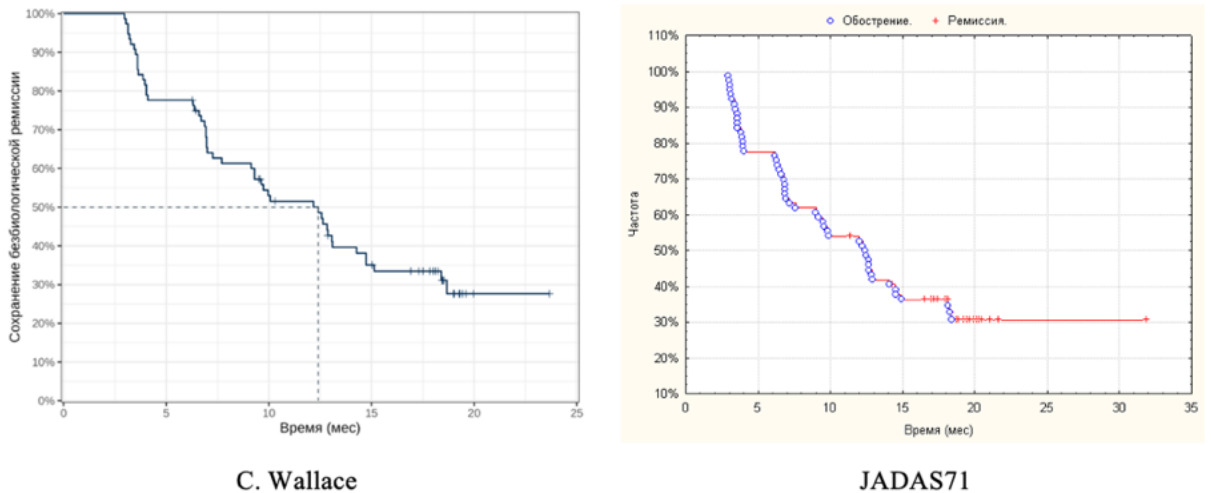 Сохранение безбиологической ремиссии
100%
90%
80%
70%
60%
50%
40%
30%
20%
10%
0%
0 5 10 15 20 25
Время (мес)
C. Wallace
Обострение. Ремиссия.
Частота
110%
100%
90%
80%
70%
60%
50%
40%
30%
20%
10%
0 5 10 15 20 25 30 35
Время (мес)
JADAS71